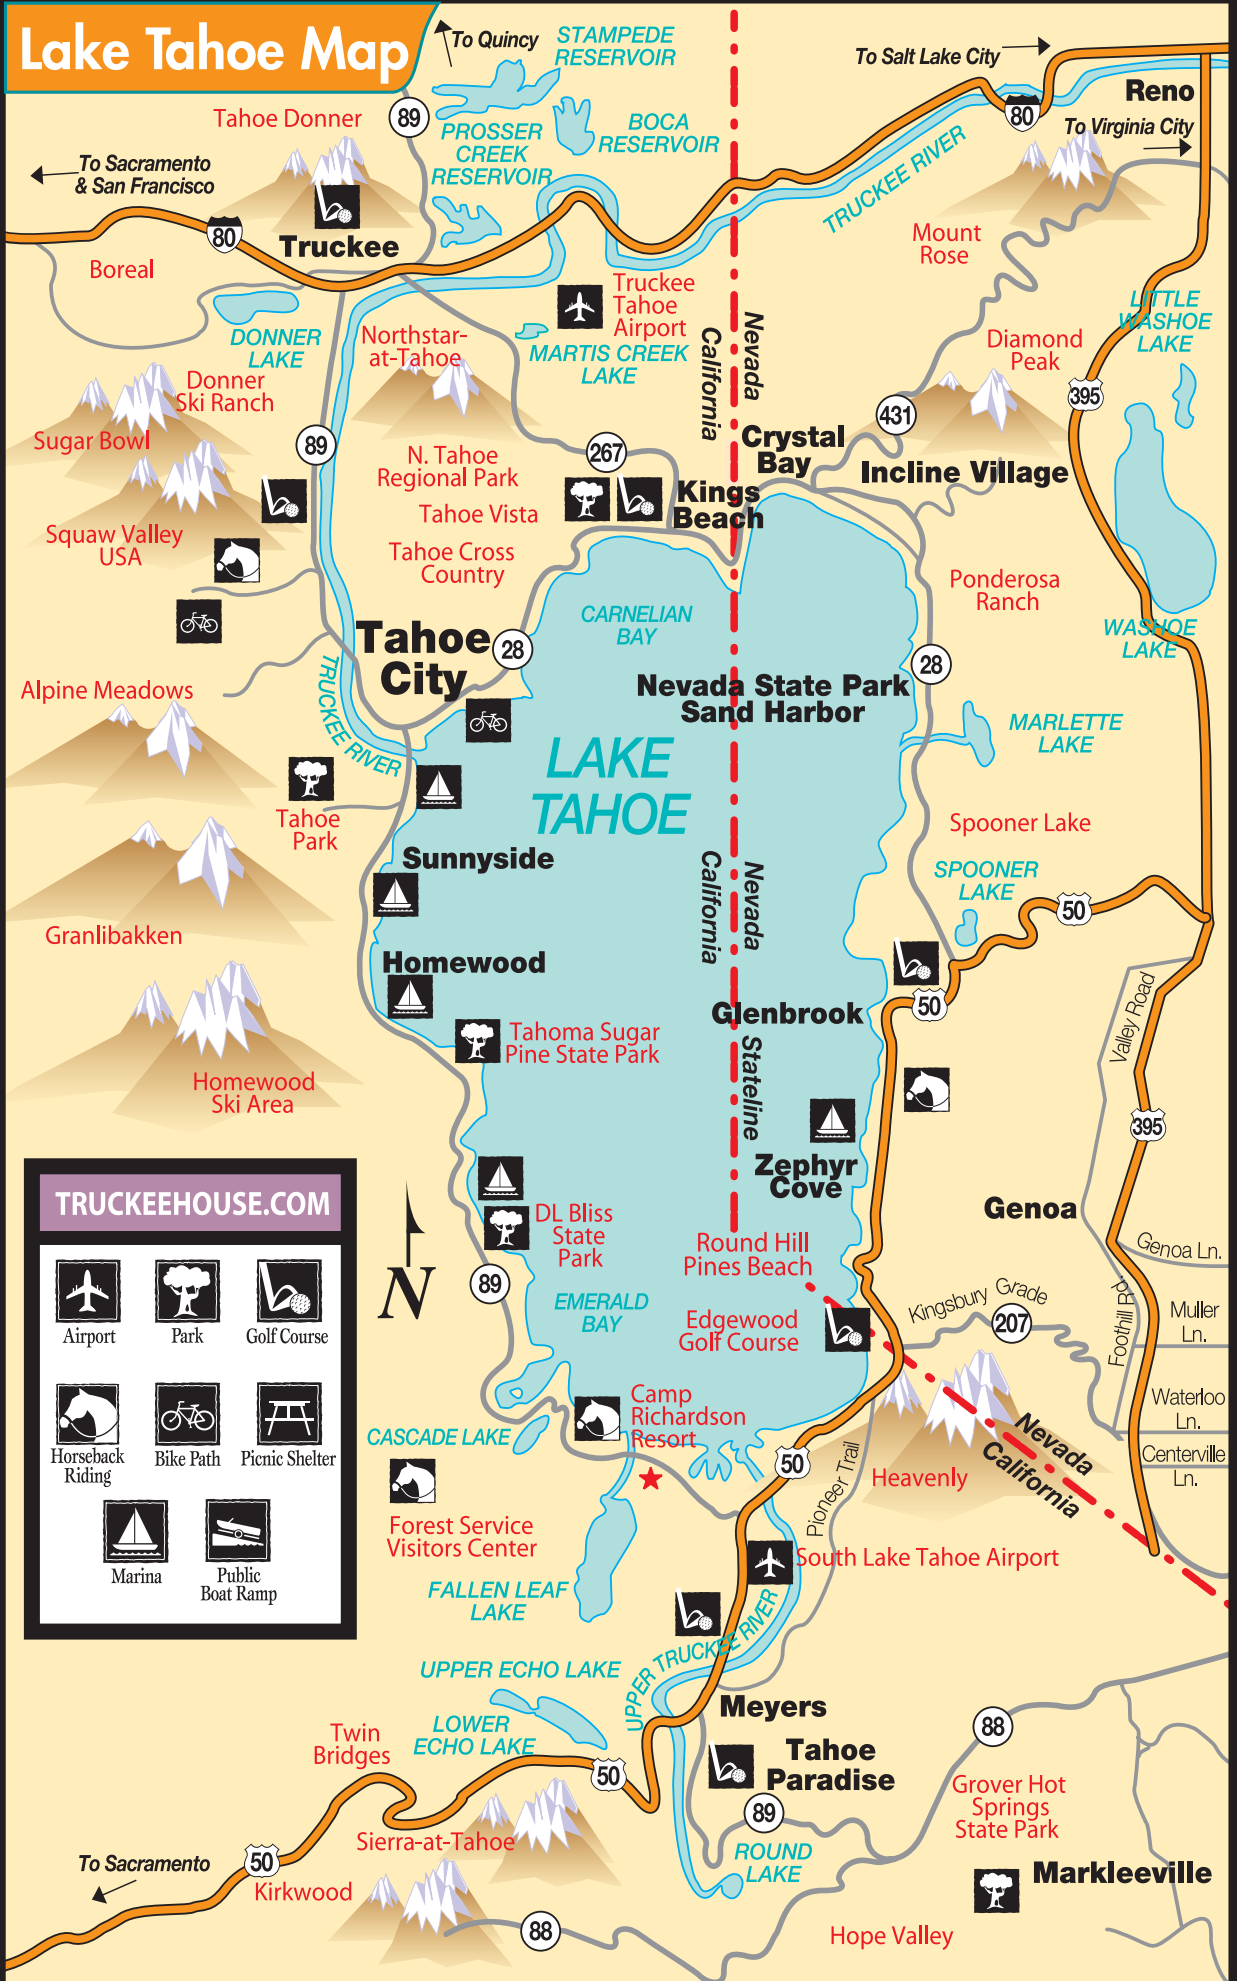 Lake Tahoe Map
To Quincy
STAMPEDE
RESERVOIR
To Salt Lake City
Reno
80
To Virginia City
89
Tahoe Donner
PROSSER
CREEK
RESERVOIR
BOCA
RESERVOIR
TRUCKEE RIVER
To Sacramento
& San Francisco
80
Truckee
Mount
Rose
Boreal
Truckee
Tahoe
Airport
LITTLE
WASHOE
LAKE
DONNER
LAKE
Northstar-
at-Tahoe
MARTIS CREEK
LAKE
Nevada
California
Diamond
Peak
Donner
Ski Ranch
395
431
Sugar Bowl
89
Crystal
Bay
267
N. Tahoe
Regional Park
Incline Village
Kings
Beach
Tahoe Vista
Squaw Valley
USA
Tahoe Cross
Country
Ponderosa
Ranch
CARNELIAN
BAY
WASHOE
LAKE
Tahoe
City
28
28
TRUCKEE RIVER
Alpine Meadows
Nevada State Park
Sand Harbor
MARLETTE
LAKE
LAKE
TAHOE
Tahoe
Park
Spooner Lake
Sunnyside
Nevada
California
SPOONER
LAKE
50
Granlibakken
Homewood
50
Glenbrook
Valley Road
Tahoma Sugar
Pine State Park
Stateline
Homewood
Ski Area
395
Zephyr
Cove
TRUCKEEHOUSE.COM
Airport
Park
Golf Course
Horseback
Riding
Bike Path
Picnic Shelter
Marina
Public
Boat Ramp
N
DL Bliss
State
Park
Genoa
Round Hill
Pines Beach
Genoa Ln.
89
EMERALD
BAY
Kingsbury Grade
207
Foothill Rd.
Muller
Ln.
Edgewood
Golf Course
Camp
Richardson
Resort
Waterloo
Ln.
CASCADE LAKE
Nevada
California
Centerville
Ln.
50
Pioneer Trail
Heavenly
Forest Service
Visitors Center
South Lake Tahoe Airport
FALLEN LEAF
LAKE
UPPER TRUCKEE RIVER
UPPER ECHO LAKE
Meyers
LOWER
ECHO LAKE
88
Twin
Bridges
Tahoe
Paradise
50
Grover Hot
Springs
State Park
89
Sierra-at-Tahoe
ROUND
LAKE
To Sacramento
50
Kirkwood
Markleeville
88
Hope Valley